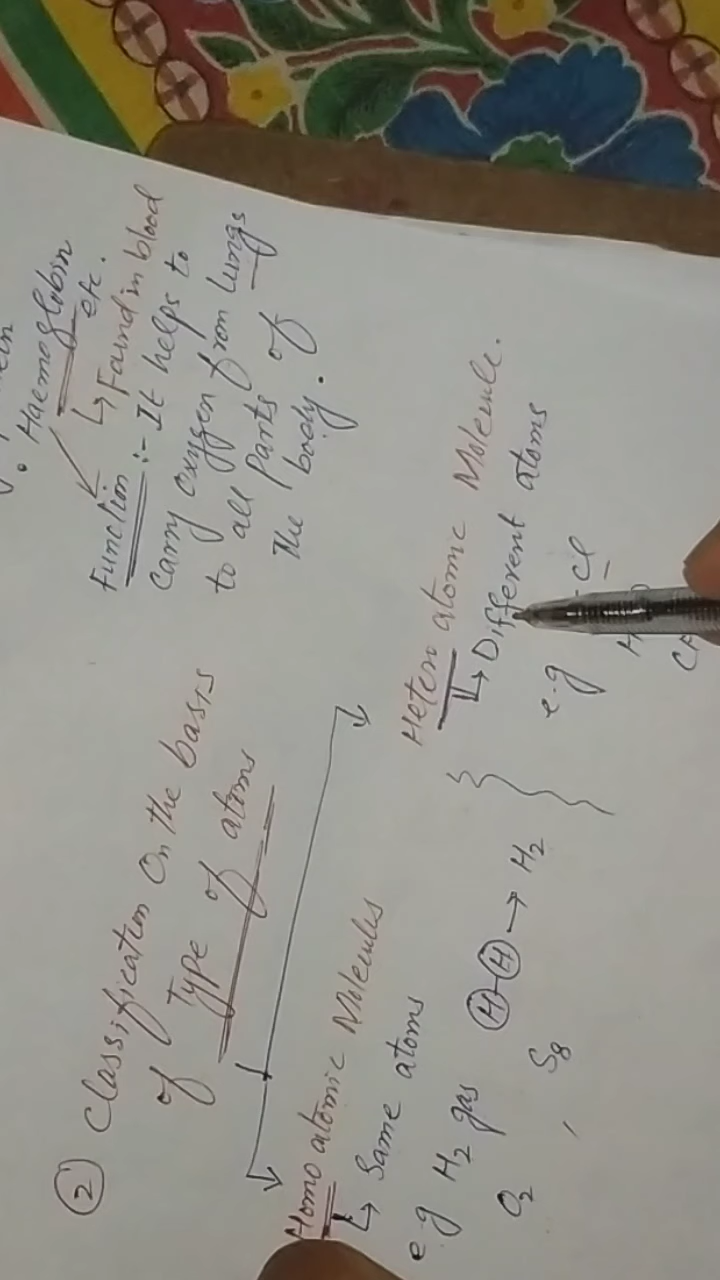 . Haemoglobin
etc.
↳ Found in blood
Function :- It helps to
carry oxygen from lungs
to all parts of
the body.
② Classification On the basis
of Type of atoms
Homo atomic Molecules
↳ Same atoms
e.g H2 gas H-H → H2
O2 , S8
Hetero atomic Molecule.
↳ Different atoms
e.g -Cl